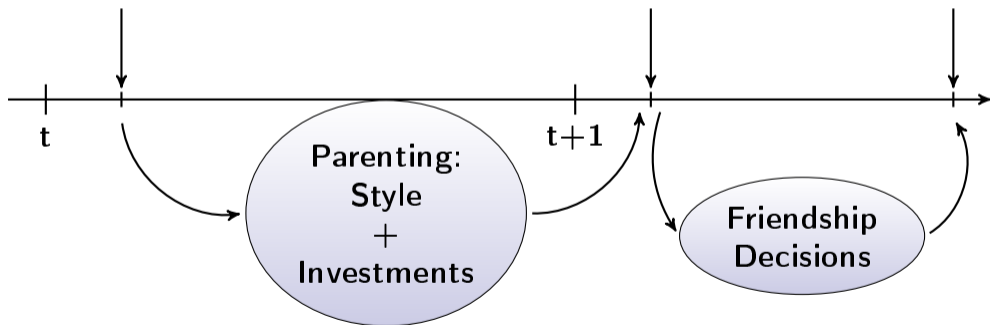 t
t+1
Parenting:
Style
+
Investments
Friendship
Decisions